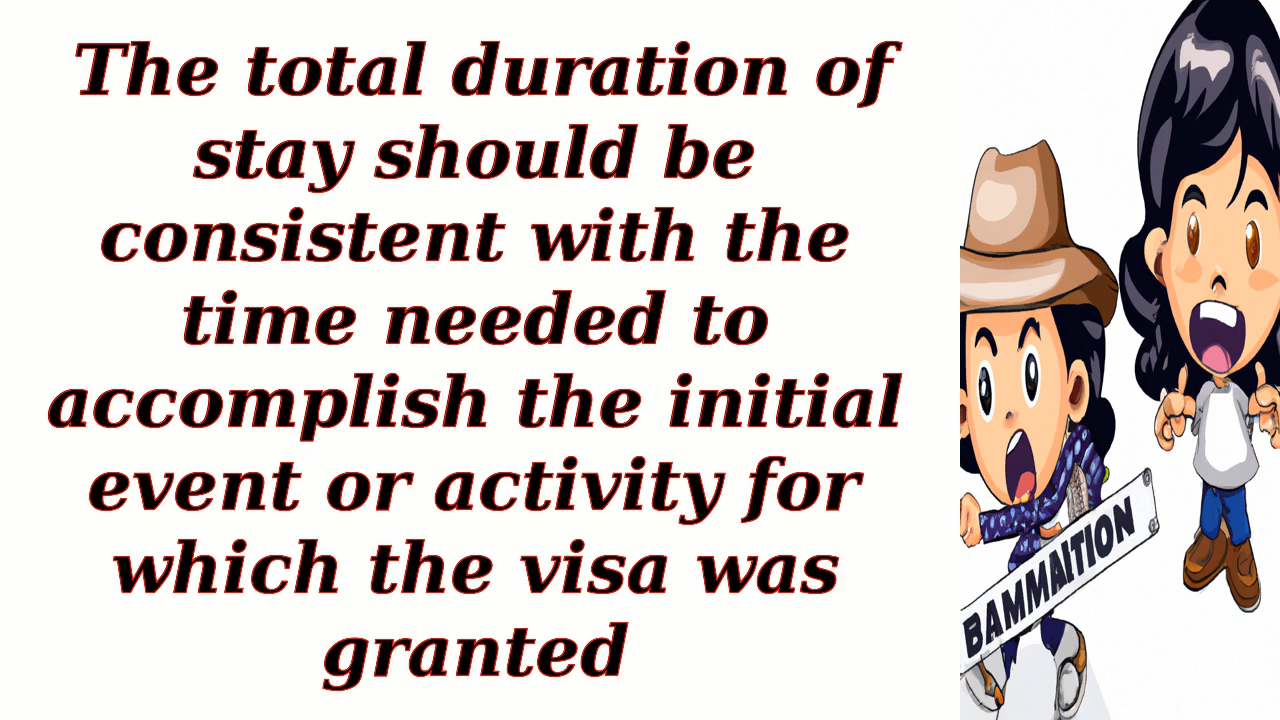 The total duration of
stay should be
consistent with the
time needed to
accomplish the initial
event or activity for
which the visa was
granted
BAMMAITION